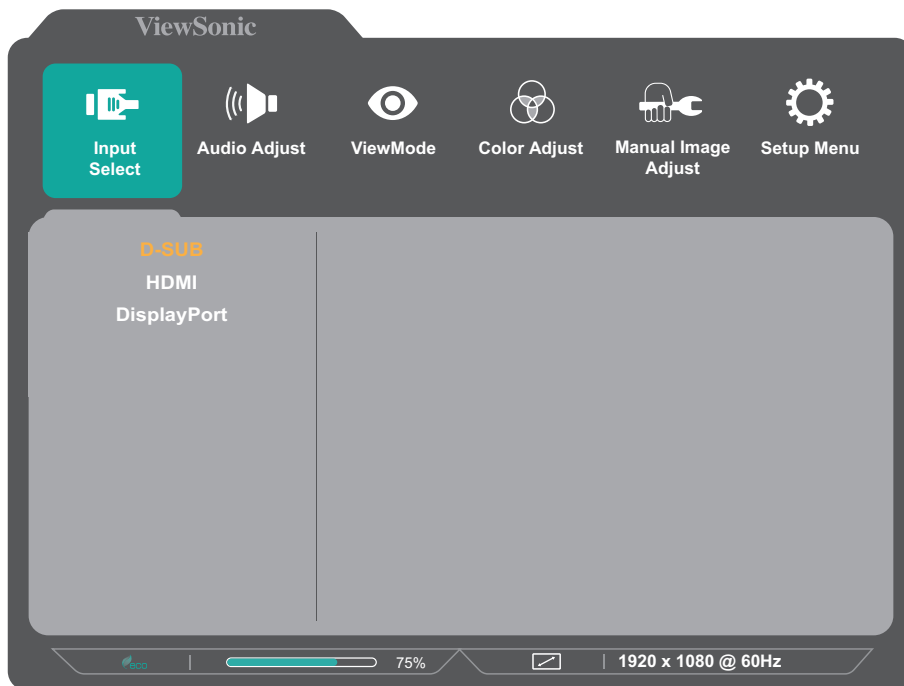 ViewSonic
Input
Select
Audio Adjust
ViewMode
Color Adjust
Manual Image
Adjust
Setup Menu
D-SUB
HDMI
DisplayPort
eco
75%
1920 x 1080 @ 60Hz